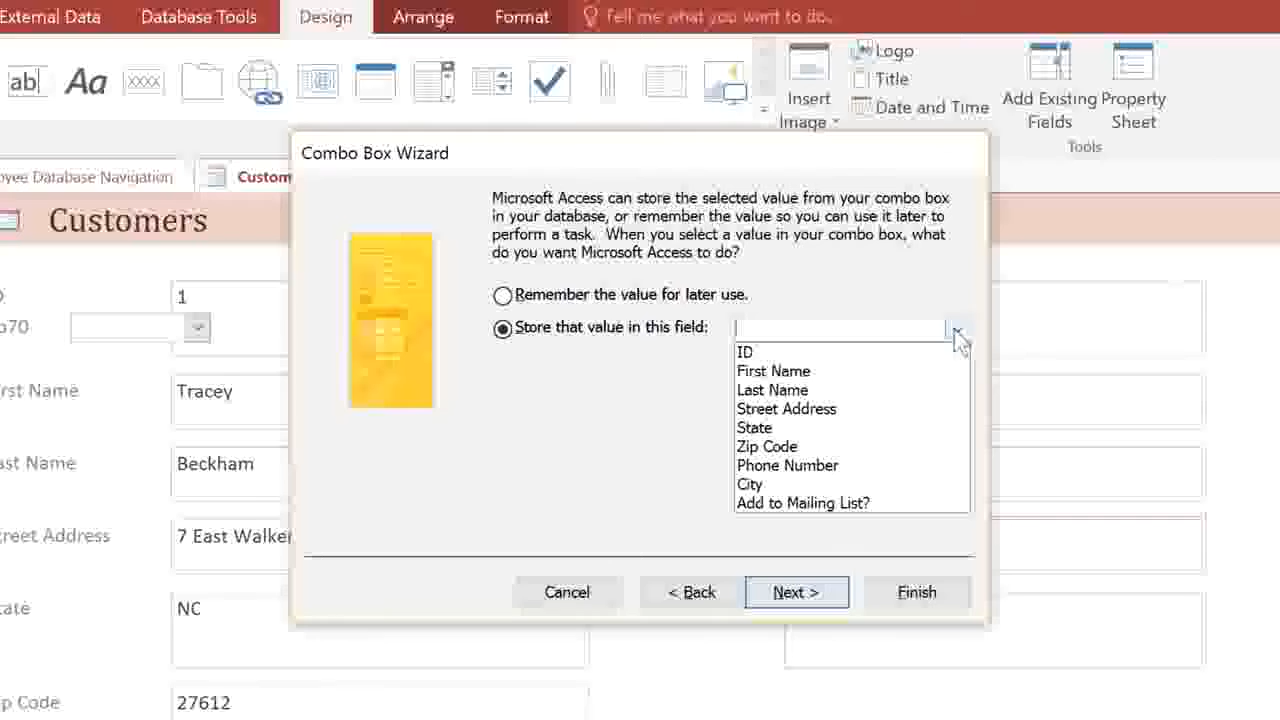 External Data Database Tools Design Arrange Format Tell me what you want to do...
ab Aa XXXX
Logo
Title
Date and Time
Insert
Image
Add Existing
Fields
Property
Sheet
Tools
oyee Database Navigation Custom
Customers
Combo Box Wizard
Microsoft Access can store the selected value from your combo box
in your database, or remember the value so you can use it later to
perform a task. When you select a value in your combo box, what
do you want Microsoft Access to do?
Remember the value for later use.
Store that value in this field:
ID
First Name
Last Name
Street Address
State
Zip Code
Phone Number
City
Add to Mailing List?
Cancel < Back Next > Finish
D 1
o70
irst Name Tracey
ast Name Beckham
treet Address 7 East Walker
tate NC
ip Code 27612